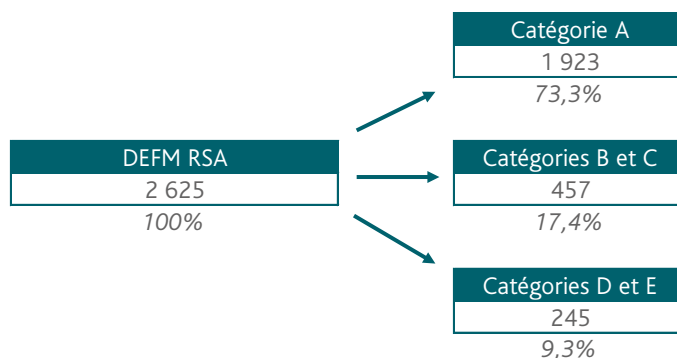 Catégorie A
1 923
73,3%
DEFM RSA
2 625
100%
Catégories B et C
457
17,4%
Catégories D et E
245
9,3%